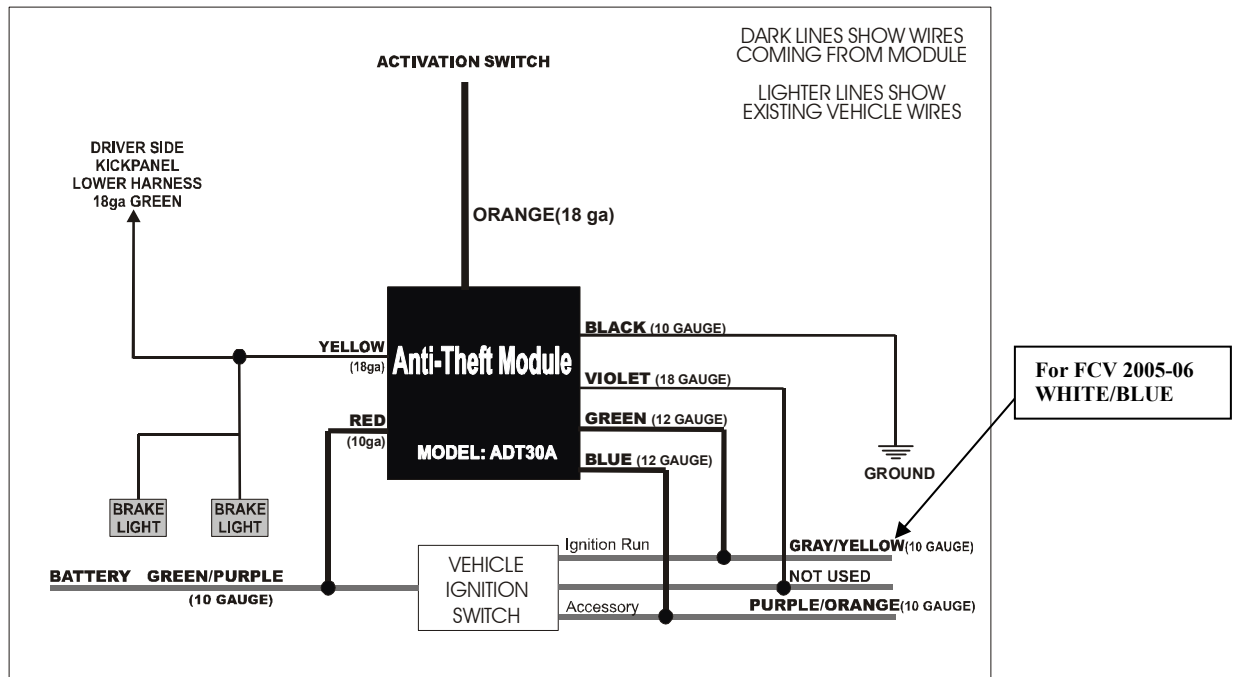 DARK LINES SHOW WIRES
COMING FROM MODULE
LIGHTER LINES SHOW
EXISTING VEHICLE WIRES
ACTIVATION SWITCH
DRIVER SIDE
KICKPANEL
LOWER HARNESS
18ga GREEN
ORANGE(18 ga)
YELLOW
(18ga)
RED
(10ga)
Anti-Theft Module
MODEL: ADT30A
BLACK (10 GAUGE)
VIOLET (18 GAUGE)
GREEN (12 GAUGE)
BLUE (12 GAUGE)
GROUND
For FCV 2005-06
WHITE/BLUE
BRAKE
LIGHT
BRAKE
LIGHT
BATTERY GREEN/PURPLE
(10 GAUGE)
VEHICLE
IGNITION
SWITCH
Ignition Run
GRAY/YELLOW(10 GAUGE)
NOT USED
Accessory
PURPLE/ORANGE(10 GAUGE)